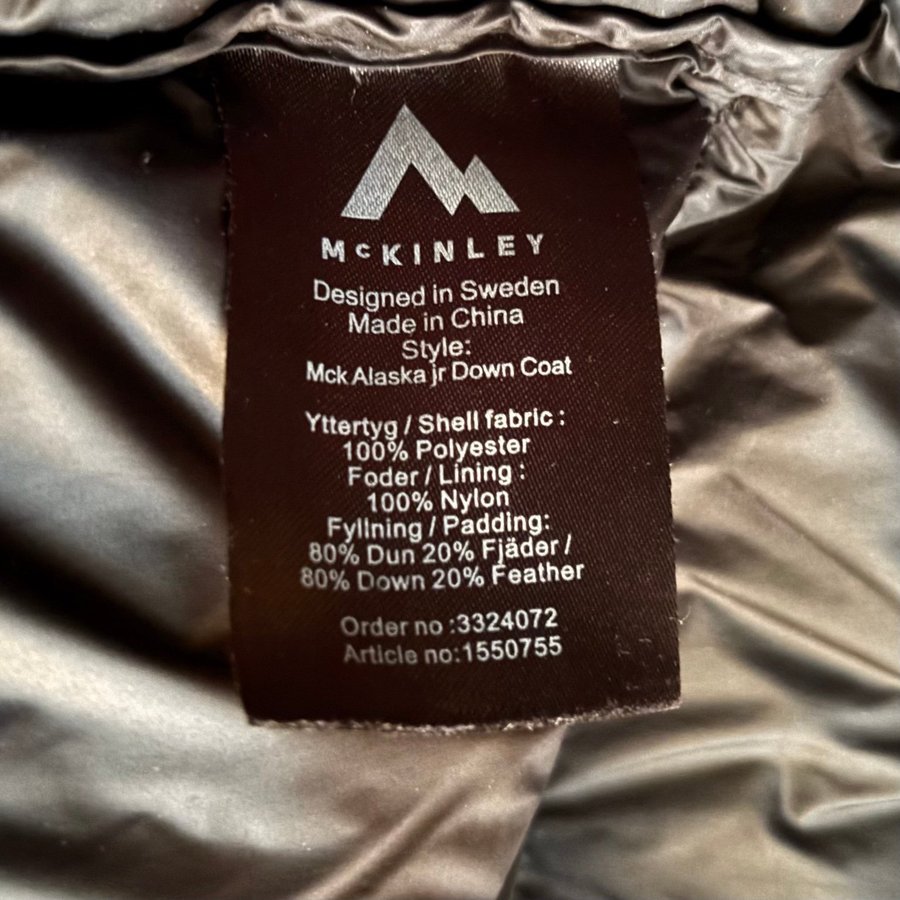 McKINLEY
Designed in Sweden
Made in China
Style:
Mck Alaska jr Down Coat
Yttertyg / Shell fabric :
100% Polyester
Foder / Lining :
100% Nylon
Fyllning / Padding:
80% Dun 20% Fjäder /
80% Down 20% Feather
Order no :3324072
Article no:1550755